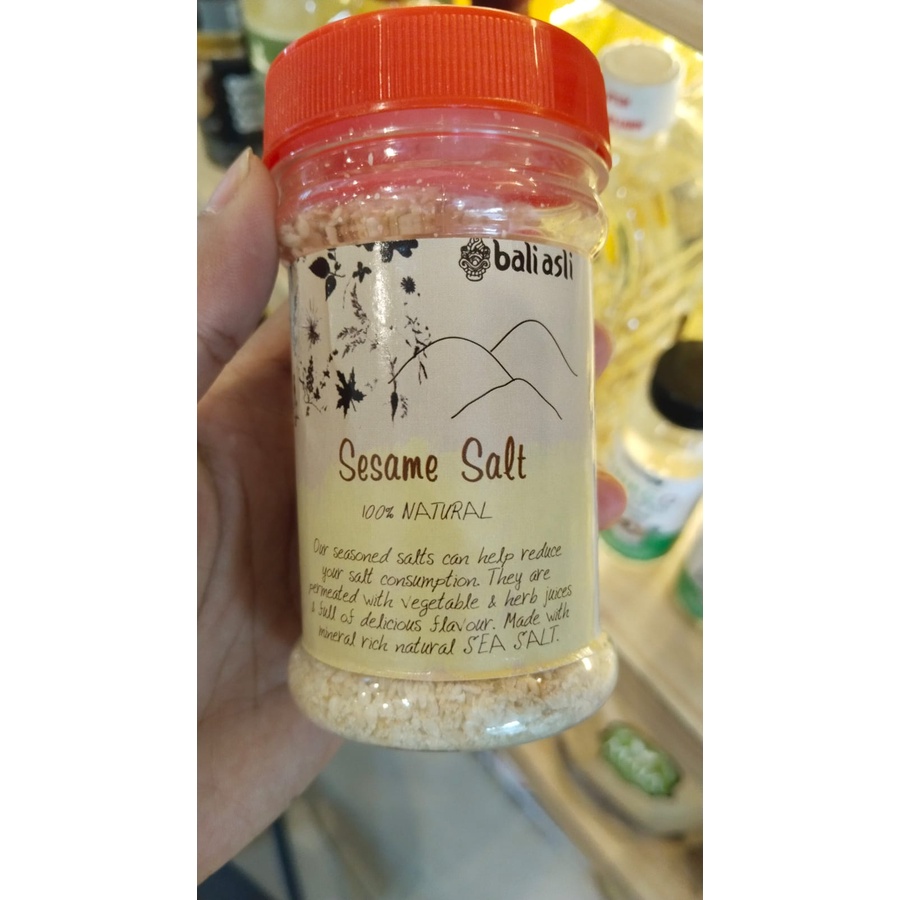 bali asli
Sesame Salt
100% NATURAL
Our seasoned salts can help reduce
your salt consumption. They are
permeated with vegetable & herb juices
& full of delicious flavour. Made with
mineral rich natural SEA SALT.